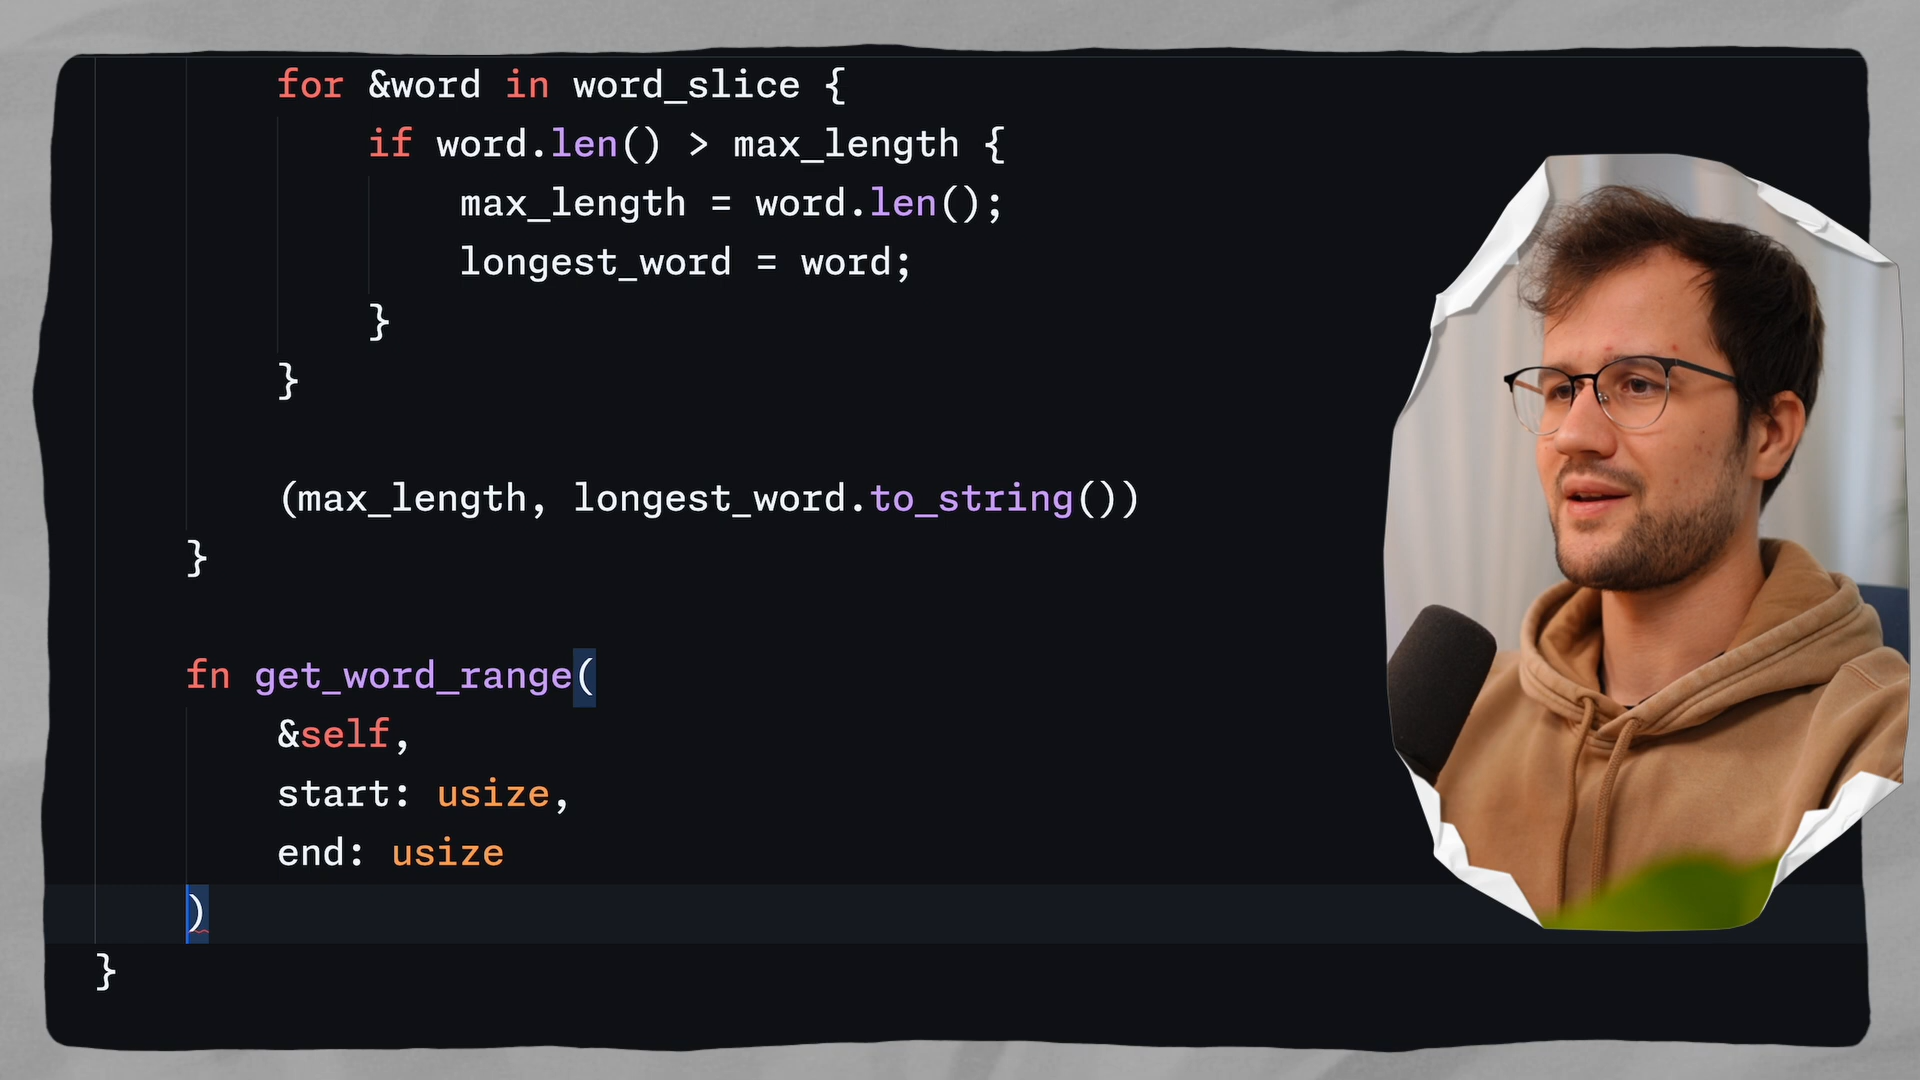 for &word in word_slice {
if word.len() > max_length {
max_length = word.len();
longest_word = word;
}
}
(max_length, longest_word.to_string())
}
fn get_word_range(
&self,
start: usize,
end: usize
)
}